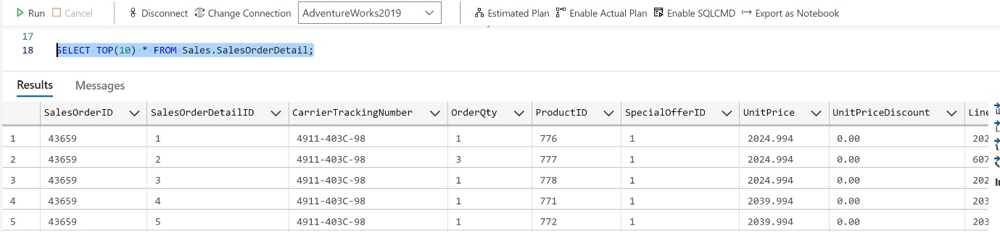 Run Cancel Disconnect Change Connection AdventureWorks2019 Estimated Plan Enable Actual Plan Enable SQLCMD Export as Notebook
17
18 SELECT TOP(10) * FROM Sales.SalesOrderDetail;
Results Messages
SalesOrderID SalesOrderDetailID CarrierTrackingNumber OrderQty ProductID SpecialOfferID UnitPrice UnitPriceDiscount Line
1 43659 1 4911-403C-98 1 776 1 2024.994 0.00 202
2 43659 2 4911-403C-98 3 777 1 2024.994 0.00 607
3 43659 3 4911-403C-98 1 778 1 2024.994 0.00 202
4 43659 4 4911-403C-98 1 771 1 2039.994 0.00 203
5 43659 5 4911-403C-98 1 772 1 2039.994 0.00 203